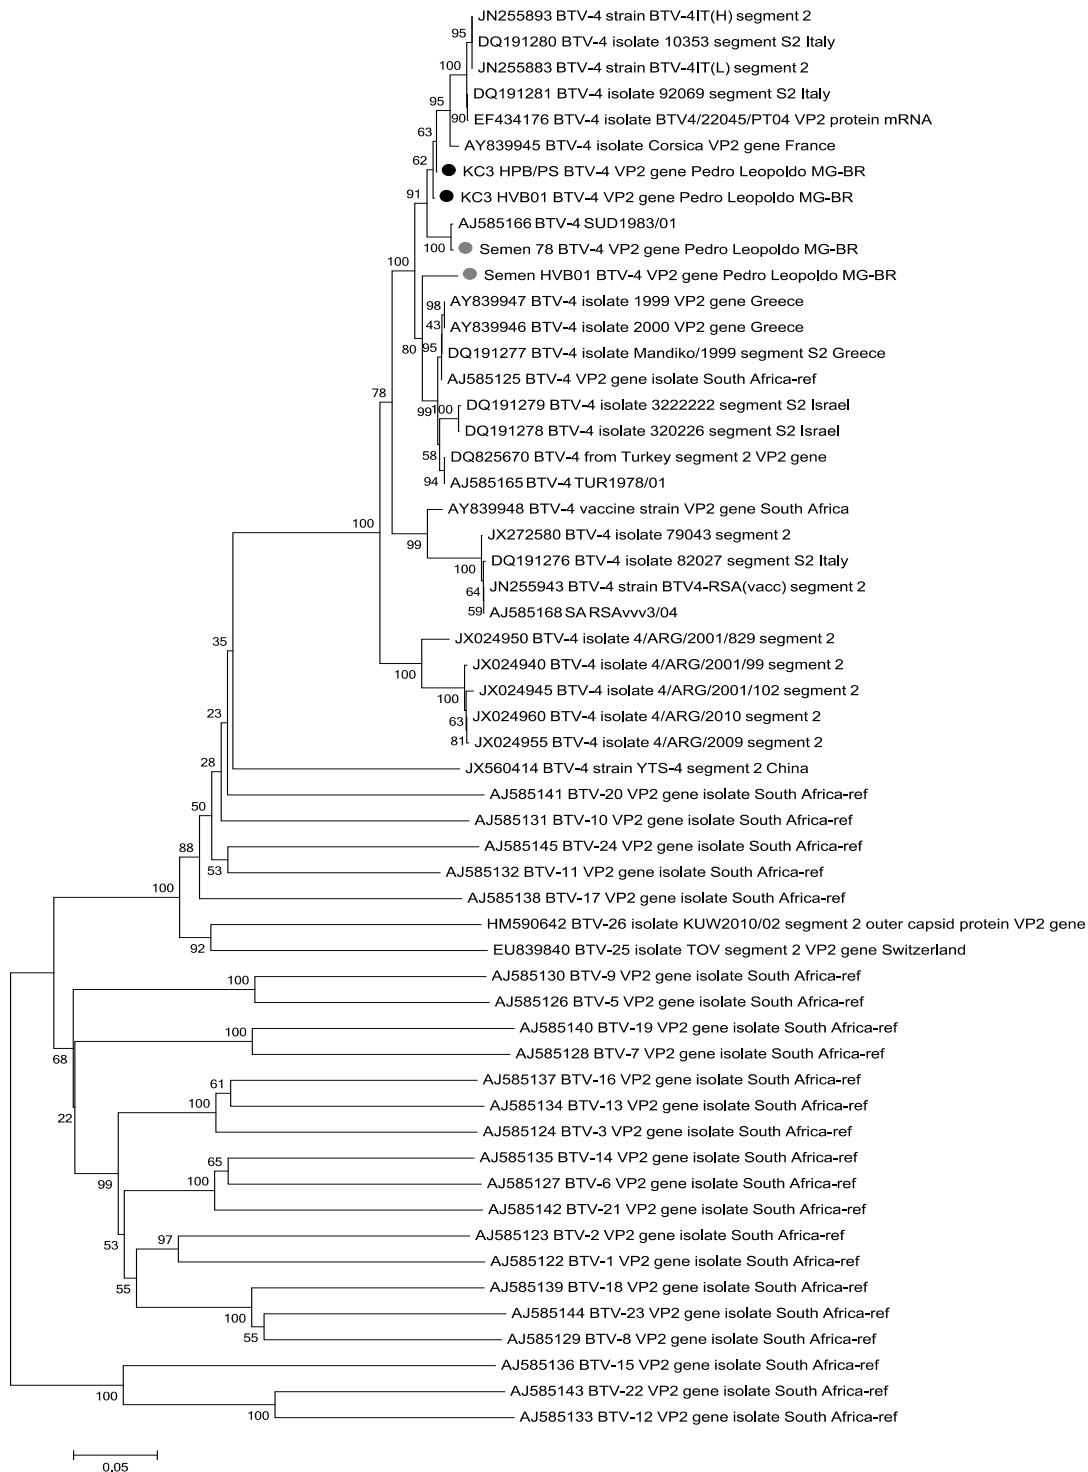 JN255893 BTV-4 strain BTV-4IT(H) segment 2
95
DQ191280 BTV-4 isolate 10353 segment S2 Italy
100
JN255883 BTV-4 strain BTV-4IT(L) segment 2
DQ191281 BTV-4 isolate 92069 segment S2 Italy
95
90
EF434176 BTV-4 isolate BTV4/22045/PT04 VP2 protein mRNA
63
AY839945 BTV-4 isolate Corsica VP2 gene France
62
KC3 HPB/PS BTV-4 VP2 gene Pedro Leopoldo MG-BR
91
KC3 HVB01 BTV-4 VP2 gene Pedro Leopoldo MG-BR
AJ585166 BTV-4 SUD1983/01
100
Semen 78 BTV-4 VP2 gene Pedro Leopoldo MG-BR
100
Semen HVB01 BTV-4 VP2 gene Pedro Leopoldo MG-BR
98
AY839947 BTV-4 isolate 1999 VP2 gene Greece
43
AY839946 BTV-4 isolate 2000 VP2 gene Greece
80
95
DQ191277 BTV-4 isolate Mandiko/1999 segment S2 Greece
AJ585125 BTV-4 VP2 gene isolate South Africa-ref
78
99
100
DQ191279 BTV-4 isolate 3222222 segment S2 Israel
DQ191278 BTV-4 isolate 320226 segment S2 Israel
58
DQ825670 BTV-4 from Turkey segment 2 VP2 gene
94
AJ585165 BTV-4 TUR1978/01
AY839948 BTV-4 vaccine strain VP2 gene South Africa
100
99
JX272580 BTV-4 isolate 79043 segment 2
100
DQ191276 BTV-4 isolate 82027 segment S2 Italy
64
JN255943 BTV-4 strain BTV4-RSA(vacc) segment 2
59
AJ585168 SA RSAvvv3/04
35
JX024950 BTV-4 isolate 4/ARG/2001/829 segment 2
100
JX024940 BTV-4 isolate 4/ARG/2001/99 segment 2
100
JX024945 BTV-4 isolate 4/ARG/2001/102 segment 2
23
63
JX024960 BTV-4 isolate 4/ARG/2010 segment 2
81
JX024955 BTV-4 isolate 4/ARG/2009 segment 2
28
JX560414 BTV-4 strain YTS-4 segment 2 China
AJ585141 BTV-20 VP2 gene isolate South Africa-ref
50
AJ585131 BTV-10 VP2 gene isolate South Africa-ref
88
AJ585145 BTV-24 VP2 gene isolate South Africa-ref
53
AJ585132 BTV-11 VP2 gene isolate South Africa-ref
100
AJ585138 BTV-17 VP2 gene isolate South Africa-ref
HM590642 BTV-26 isolate KUW2010/02 segment 2 outer capsid protein VP2 gene
92
EU839840 BTV-25 isolate TOV segment 2 VP2 gene Switzerland
100
AJ585130 BTV-9 VP2 gene isolate South Africa-ref
AJ585126 BTV-5 VP2 gene isolate South Africa-ref
100
AJ585140 BTV-19 VP2 gene isolate South Africa-ref
68
AJ585128 BTV-7 VP2 gene isolate South Africa-ref
61
AJ585137 BTV-16 VP2 gene isolate South Africa-ref
22
100
AJ585134 BTV-13 VP2 gene isolate South Africa-ref
AJ585124 BTV-3 VP2 gene isolate South Africa-ref
65
AJ585135 BTV-14 VP2 gene isolate South Africa-ref
99
100
AJ585127 BTV-6 VP2 gene isolate South Africa-ref
AJ585142 BTV-21 VP2 gene isolate South Africa-ref
53
97
AJ585123 BTV-2 VP2 gene isolate South Africa-ref
AJ585122 BTV-1 VP2 gene isolate South Africa-ref
55
AJ585139 BTV-18 VP2 gene isolate South Africa-ref
100
AJ585144 BTV-23 VP2 gene isolate South Africa-ref
55
AJ585129 BTV-8 VP2 gene isolate South Africa-ref
AJ585136 BTV-15 VP2 gene isolate South Africa-ref
100
AJ585143 BTV-22 VP2 gene isolate South Africa-ref
100
AJ585133 BTV-12 VP2 gene isolate South Africa-ref
0.05